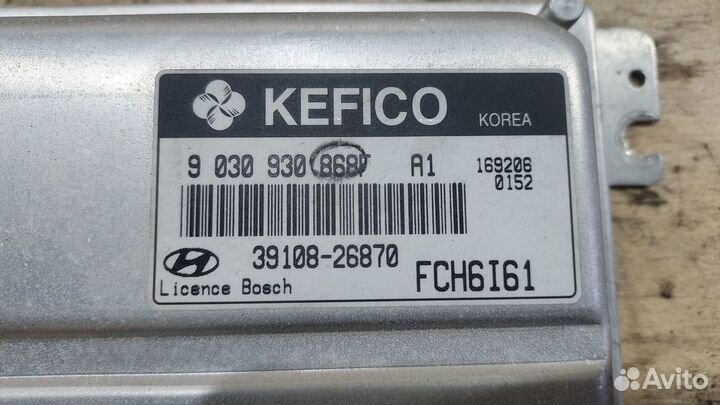 KEFICO
KOREA
9 030 930 868F A1
169206
0152
39108-26870
Licence Bosch
FCH6I61
Avito